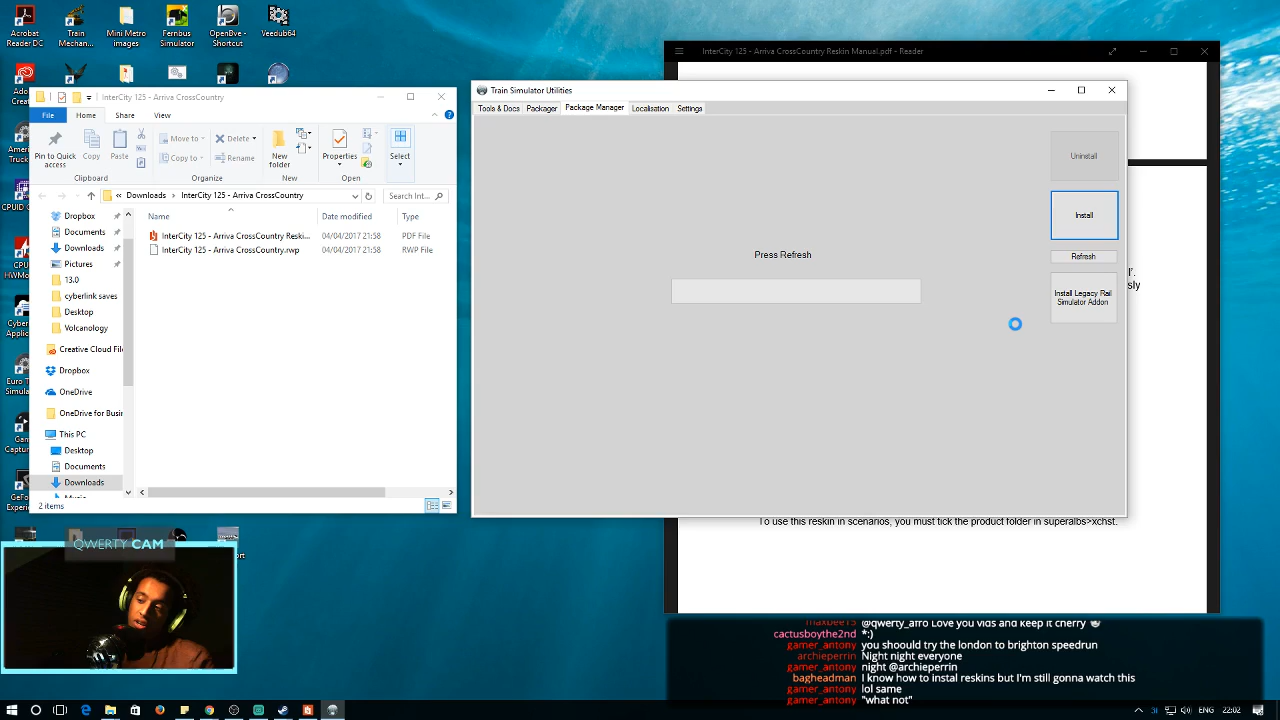 Acrobat
Reader DC
Train
Mechan...
Mini Metro
images
Fernbus
Simulator
OpenBve -
Shortcut
Veedub64
InterCity 125 - Arriva CrossCountry Reskin Manual.pdf - Reader
InterCity 125 - Arriva CrossCountry
File
Home
Share
View
Pin to Quick
access
Copy
Paste
Move to
Copy to
Delete
Rename
New
folder
Properties
Select
Clipboard
Organize
New
Open
« Downloads > InterCity 125 - Arriva CrossCountry
Search Int...
Dropbox
Documents
Downloads
Pictures
13.0
cyberlink saves
Desktop
Volcanology
Creative Cloud Fil
Dropbox
OneDrive
OneDrive for Busin
This PC
Desktop
Documents
Downloads
Name
Date modified
Type
InterCity 125 - Arriva CrossCountry Reski...
04/04/2017 21:58
PDF File
InterCity 125 - Arriva CrossCountry.rwp
04/04/2017 21:58
RWP File
2 items
Train Simulator Utilities
Tools & Docs
Packager
Package Manager
Localisation
Settings
Press Refresh
Uninstall
Install
Refresh
Install Legacy Rail
Simulator Addon
To use this reskin in scenarios, you must tick the product folder in superalbs>xchst.
CPUID
HWMo
Euro T
Simulat
GeFo
Experie
QWERTY CAM
maxbee15 @qwerty_afro Love you vids and keep it cherry
cactusboythe2nd *:)
gamer_antony you shoould try the london to brighton speedrun
archieperrin Night night everyone
gamer_antony night @archieperrin
bagheadman I know how to instal reskins but I'm still gonna watch this
gamer_antony lol same
gamer_antony "what not"
ENG
22:02